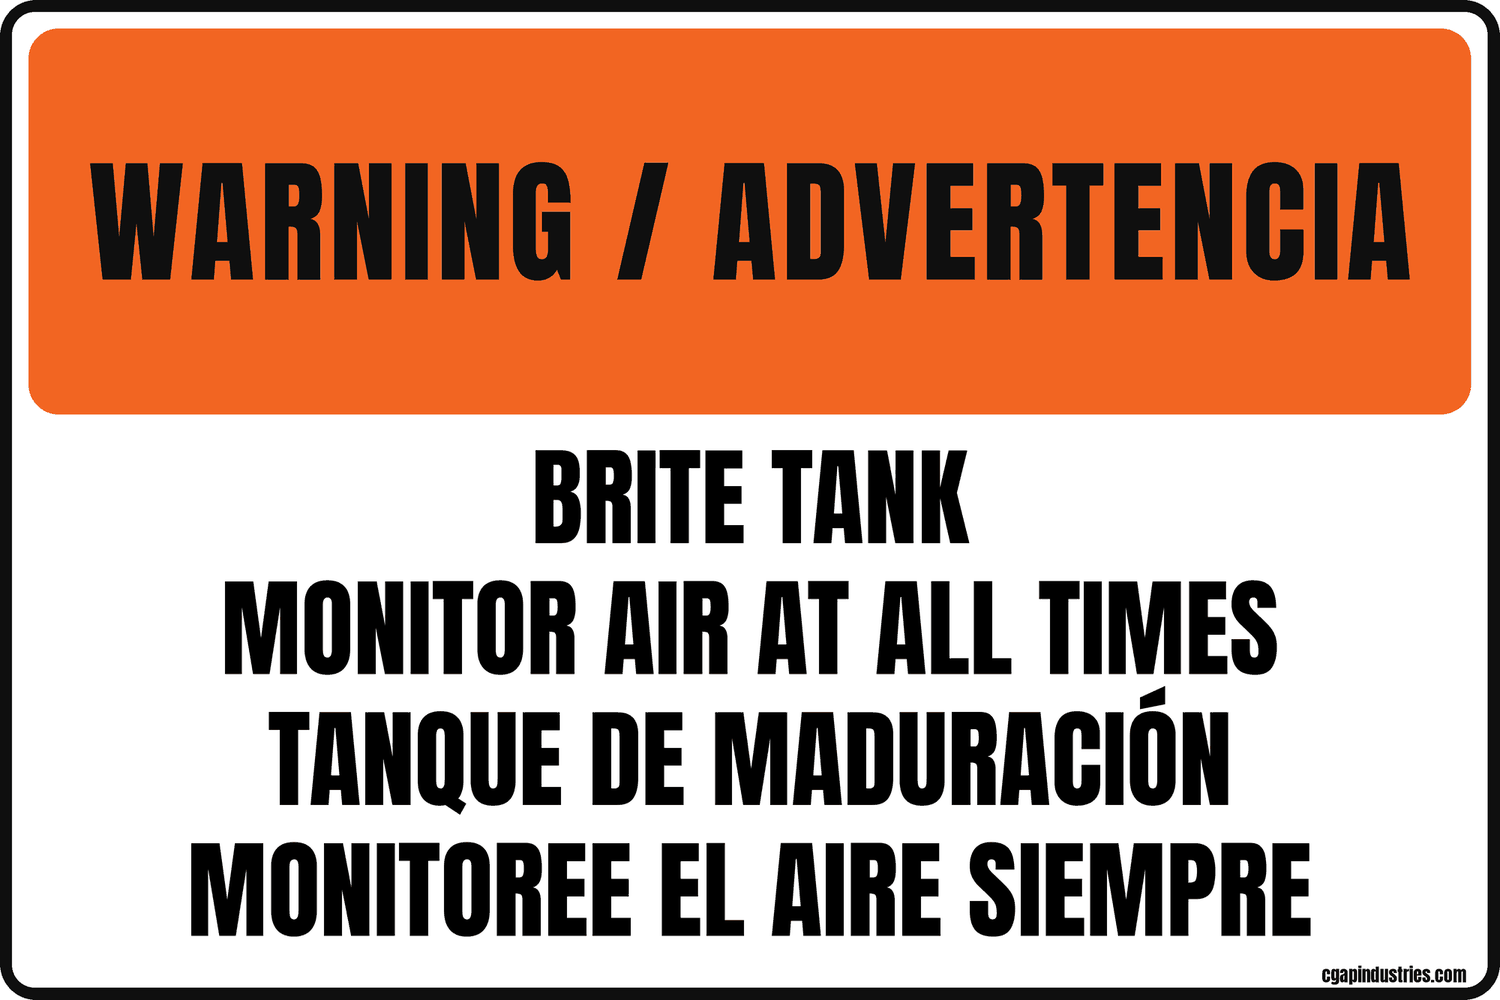 WARNING / ADVERTENCIA
BRITE TANK
MONITOR AIR AT ALL TIMES
TANQUE DE MADURACIÓN
MONITOREE EL AIRE SIEMPRE
cgapindustries.com